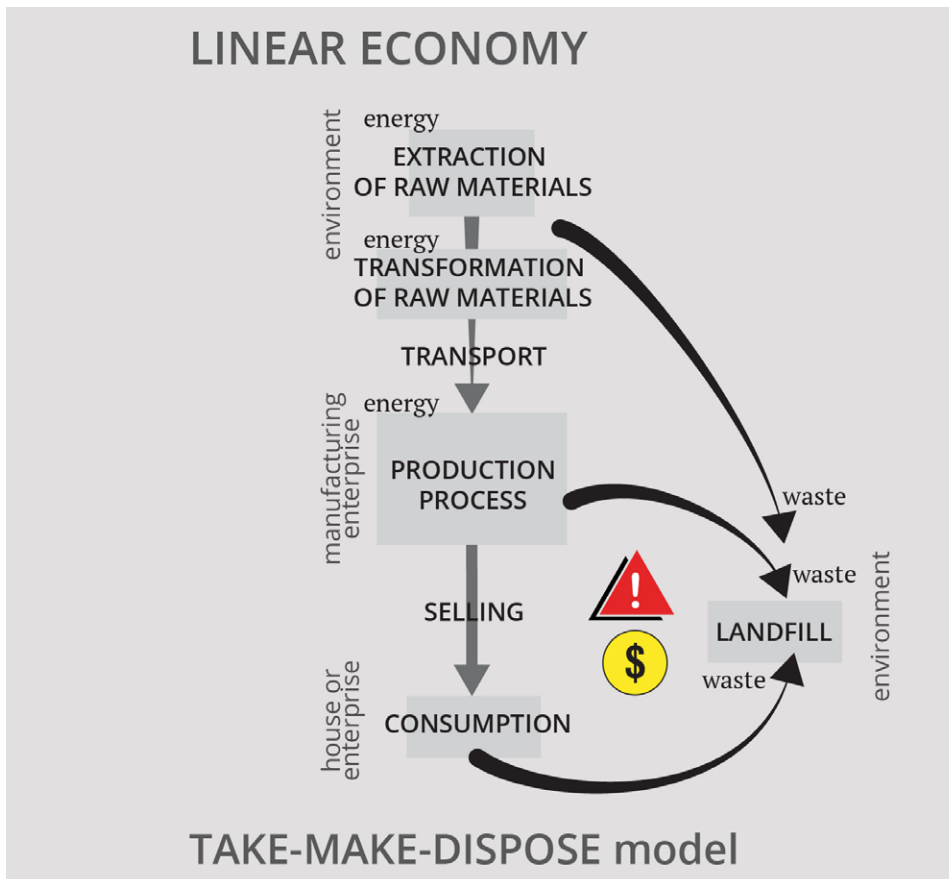 LINEAR ECONOMY
environment
energy
EXTRACTION
OF RAW MATERIALS
energy
TRANSFORMATION
OF RAW MATERIALS
TRANSPORT
manufacturing
enterprise
energy
PRODUCTION
PROCESS
waste
waste
environment
!
SELLING
LANDFILL
$
waste
house or
enterprise
CONSUMPTION
TAKE-MAKE-DISPOSE model